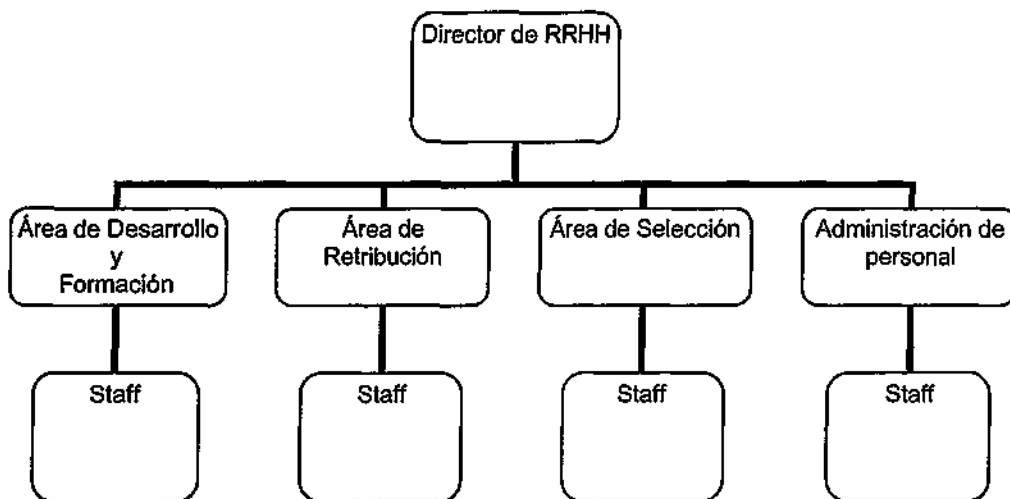 Director de RRHH
Área de Desarrollo
y
Formación
Área de
Retribución
Área de Selección
Administración de
personal
Staff
Staff
Staff
Staff